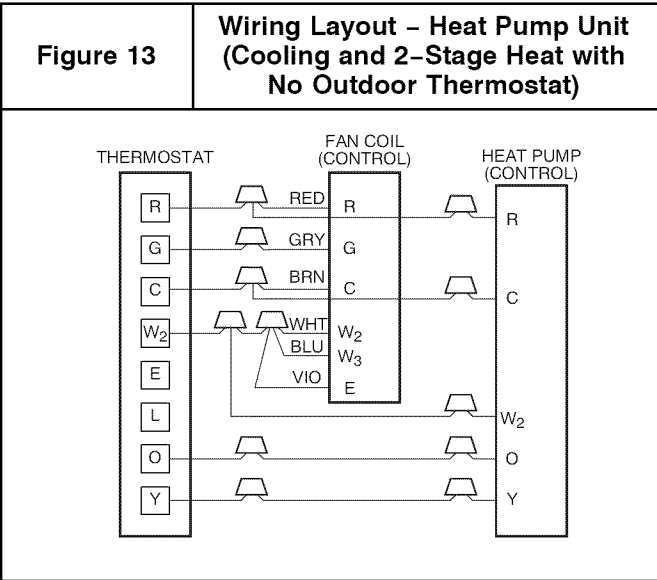 Figure 13
Wiring Layout – Heat Pump Unit
(Cooling and 2–Stage Heat with
No Outdoor Thermostat)
THERMOSTAT
R
G
C
W2
E
L
O
Y
FAN COIL
(CONTROL)
RED R
GRY G
BRN C
WHT W2
BLU W3
VIO E
HEAT PUMP
(CONTROL)
R
C
W2
O
Y